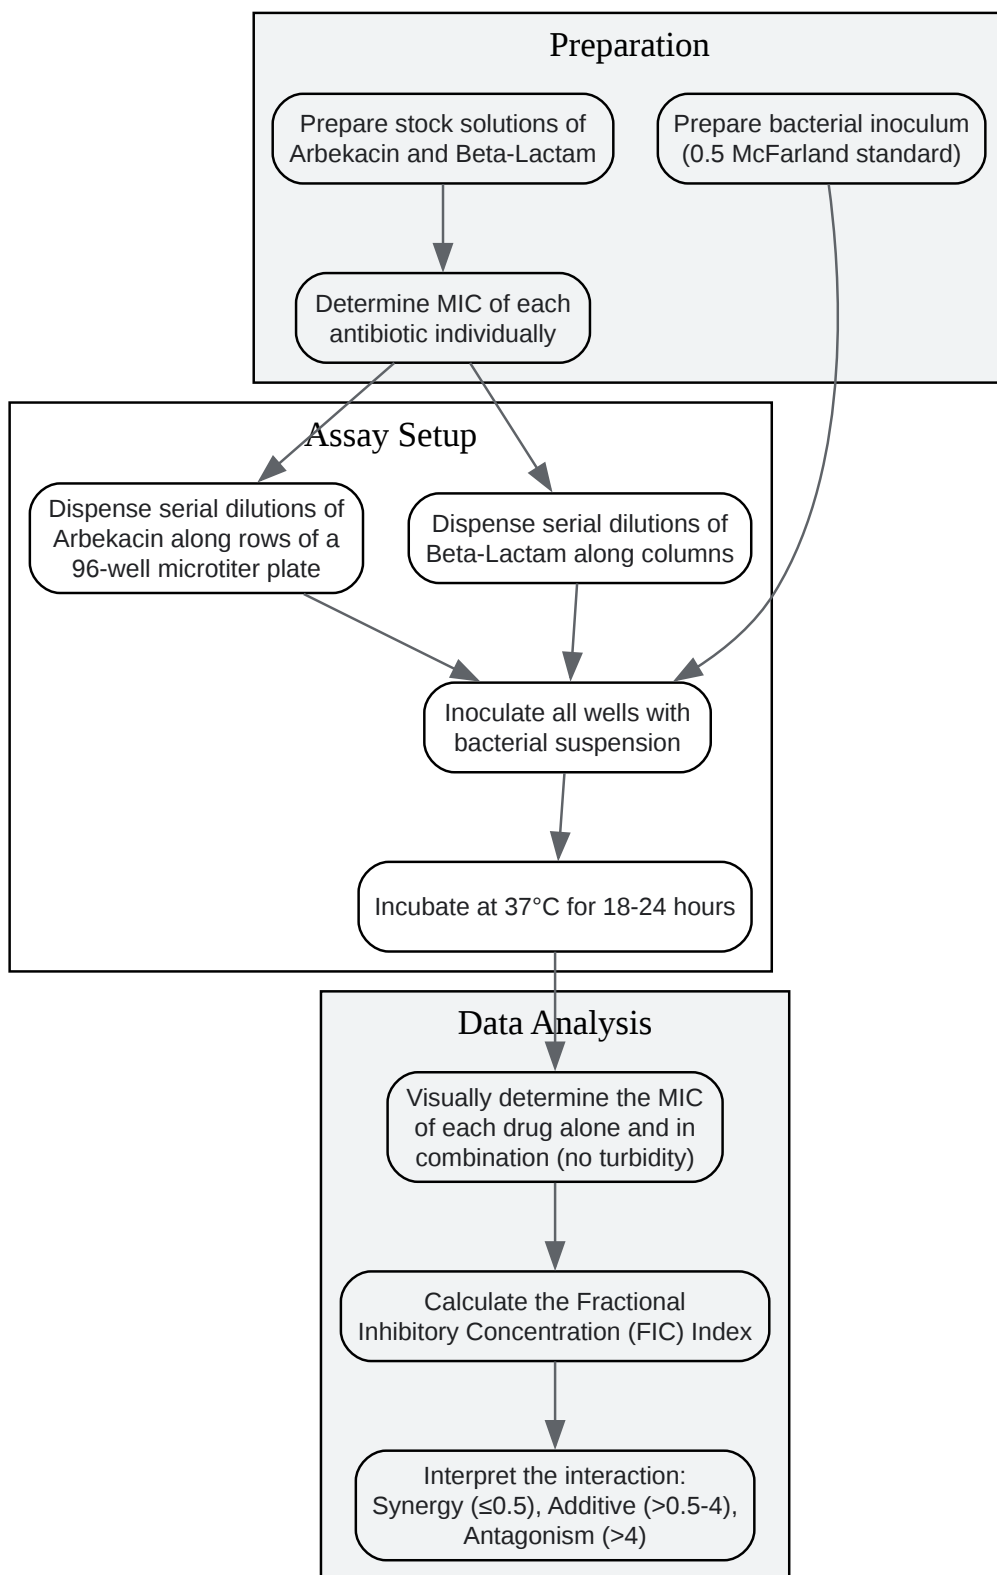 Preparation
Prepare stock solutions of
Arbekacin and Beta-Lactam
Prepare bacterial inoculum
(0.5 McFarland standard)
Determine MIC of each
antibiotic individually
Assay Setup
Dispense serial dilutions of
Arbekacin along rows of a
96-well microtiter plate
Dispense serial dilutions of
Beta-Lactam along columns
Inoculate all wells with
bacterial suspension
Incubate at 37°C for 18-24 hours
Data Analysis
Visually determine the MIC
of each drug alone and in
combination (no turbidity)
Calculate the Fractional
Inhibitory Concentration (FIC) Index
Interpret the interaction:
Synergy (≤0.5), Additive (>0.5-4),
Antagonism (>4)